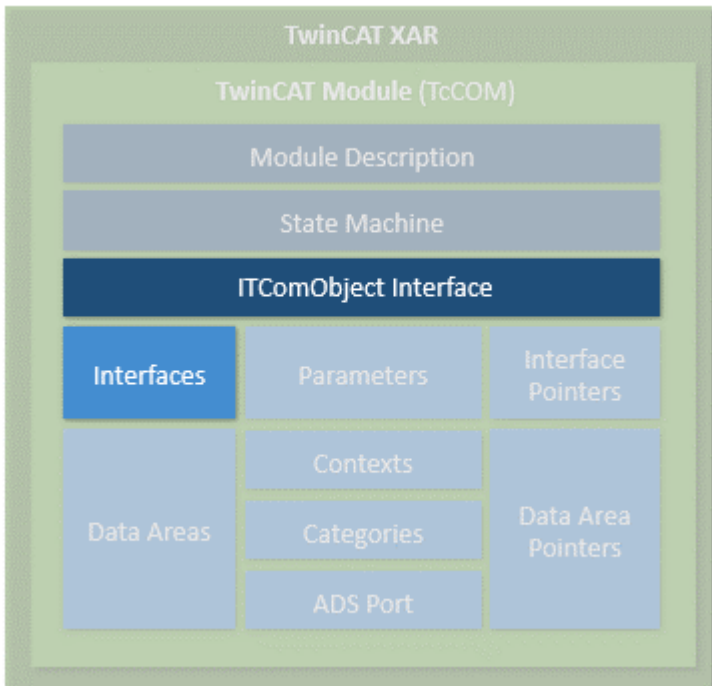 TwinCAT XAR
TwinCAT Module (TcCOM)
Module Description
State Machine
ITComObject Interface
Interfaces
Parameters
Interface
Pointers
Data Areas
Contexts
Categories
ADS Port
Data Area
Pointers